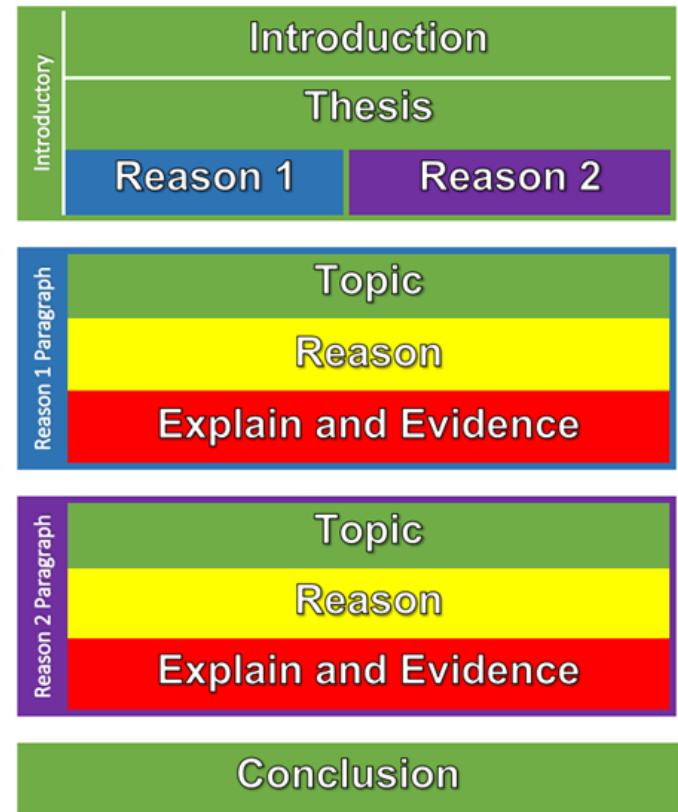 Introductory
Introduction
Thesis
Reason 1
Reason 2
Reason 1 Paragraph
Topic
Reason
Explain and Evidence
Reason 2 Paragraph
Topic
Reason
Explain and Evidence
Conclusion